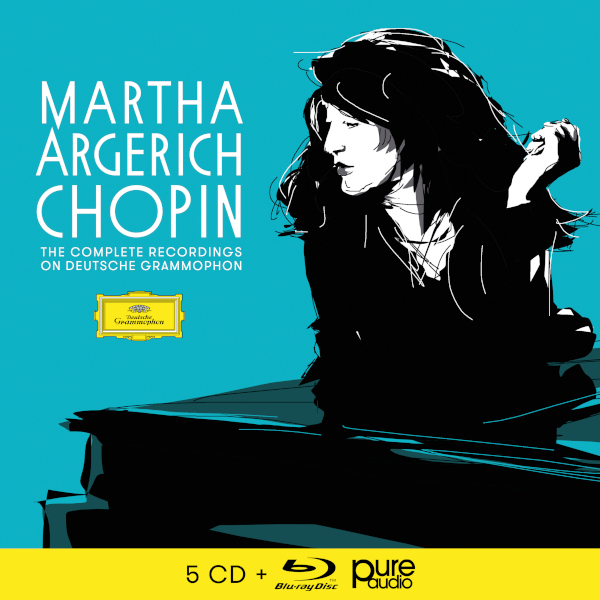 MARTHA
ARGERICH
CHOPIN
THE COMPLETE RECORDINGS
ON DEUTSCHE GRAMMOPHON
Deutsche
Grammophon
5 CD + Blu-ray Disc pure audio